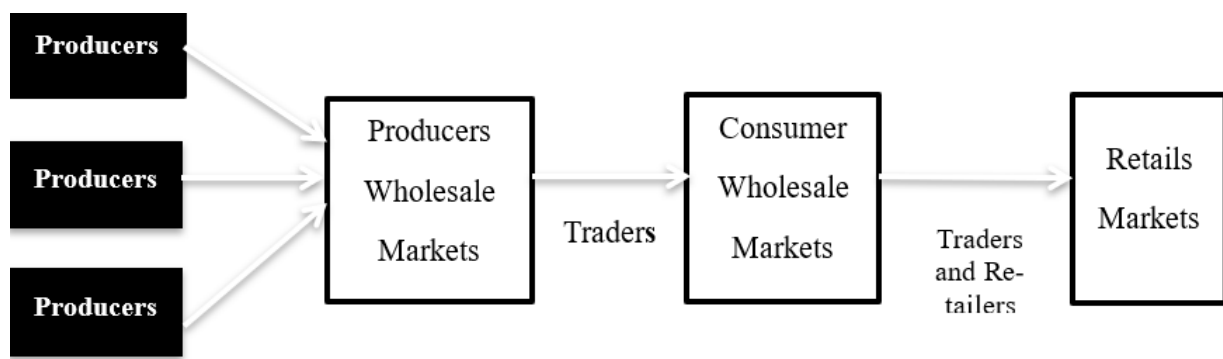 Producers
Producers
Producers
Producers
Wholesale
Markets
Traders
Consumer
Wholesale
Markets
Traders
and Re-
tailers
Retails
Markets